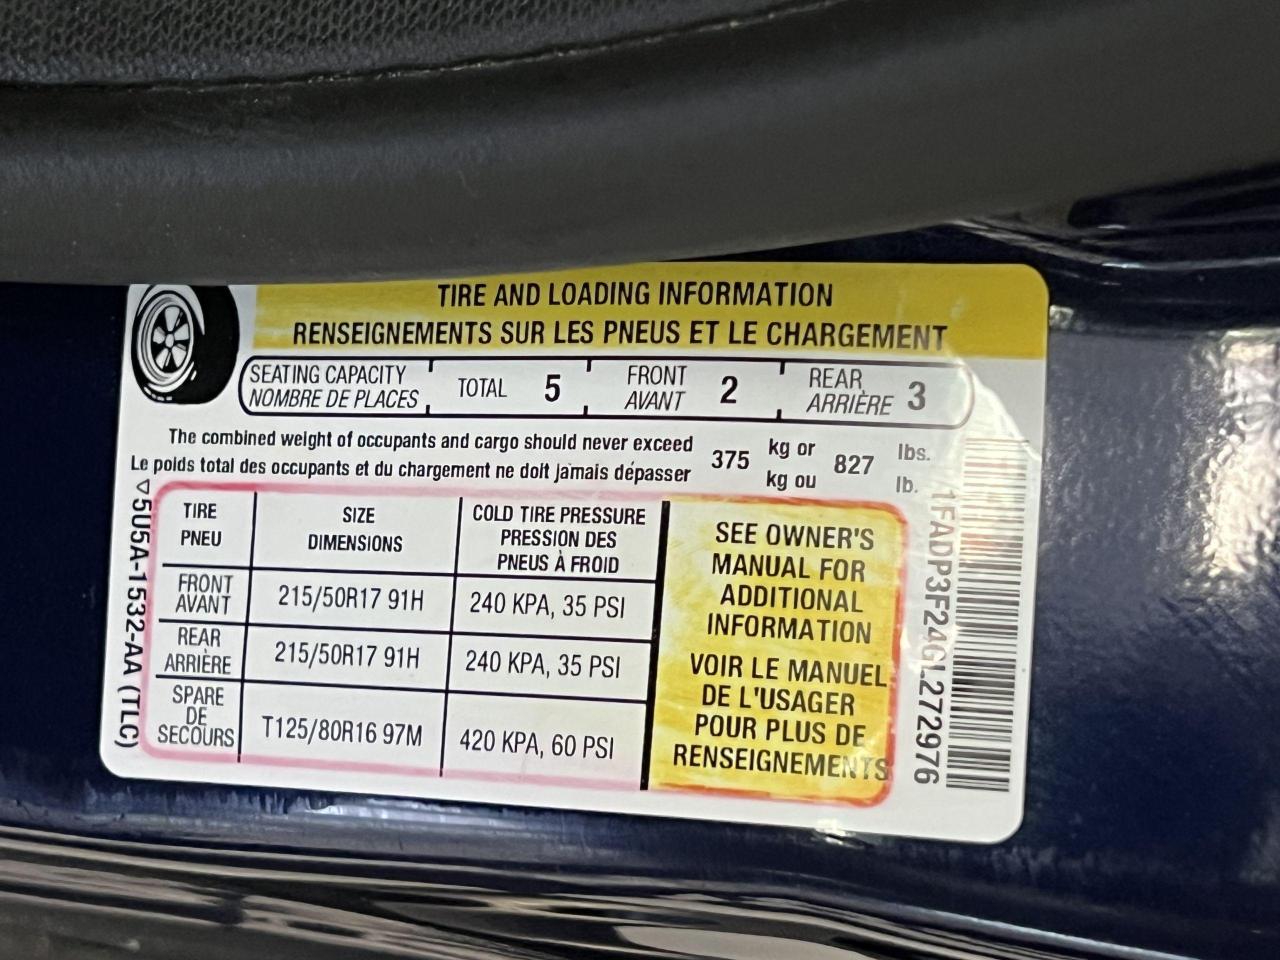 TIRE AND LOADING INFORMATION
RENSEIGNEMENTS SUR LES PNEUS ET LE CHARGEMENT
SEATING CAPACITY
NOMBRE DE PLACES
TOTAL 5
FRONT
AVANT
2
REAR
ARRIÈRE
3
The combined weight of occupants and cargo should never exceed 375 kg or 827 lbs.
Le poids total des occupants et du chargement ne doit jamais dépasser kg ou lb.
TIRE
PNEU
SIZE
DIMENSIONS
COLD TIRE PRESSURE
PRESSION DES
PNEUS À FROID
FRONT
AVANT
215/50R17 91H
240 KPA, 35 PSI
REAR
ARRIÈRE
215/50R17 91H
240 KPA, 35 PSI
SPARE
DE
SECOURS
T125/80R16 97M
420 KPA, 60 PSI
SEE OWNER'S
MANUAL FOR
ADDITIONAL
INFORMATION
VOIR LE MANUEL
DE L'USAGER
POUR PLUS DE
RENSEIGNEMENTS
▽5U5A-1532-AA (TLC)
1FADP3F24GL272976